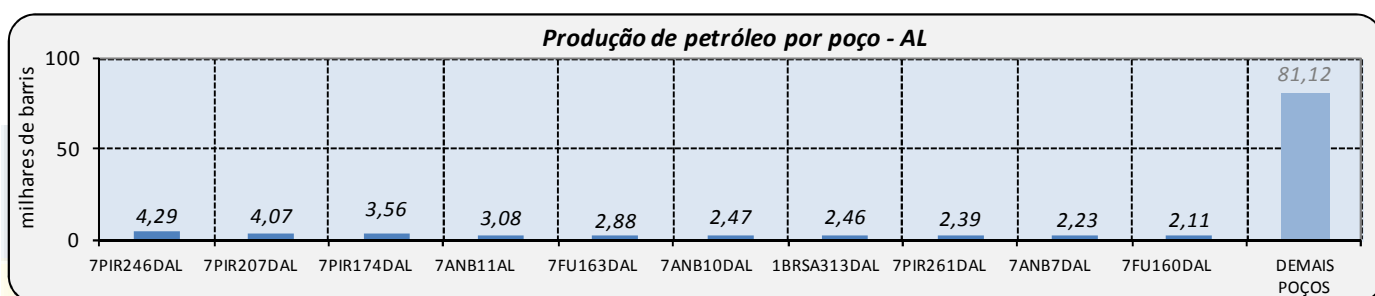 Produção de petróleo por poço - AL
milhares de barris
100
50
0
4,29 4,07 3,56 3,08 2,88 2,47 2,46 2,39 2,23 2,11 81,12
7PIR246DAL 7PIR207DAL 7PIR174DAL 7ANB11AL 7FU163DAL 7ANB10DAL 1BRSA313DAL 7PIR261DAL 7ANB7DAL 7FU160DAL DEMAIS
POÇOS